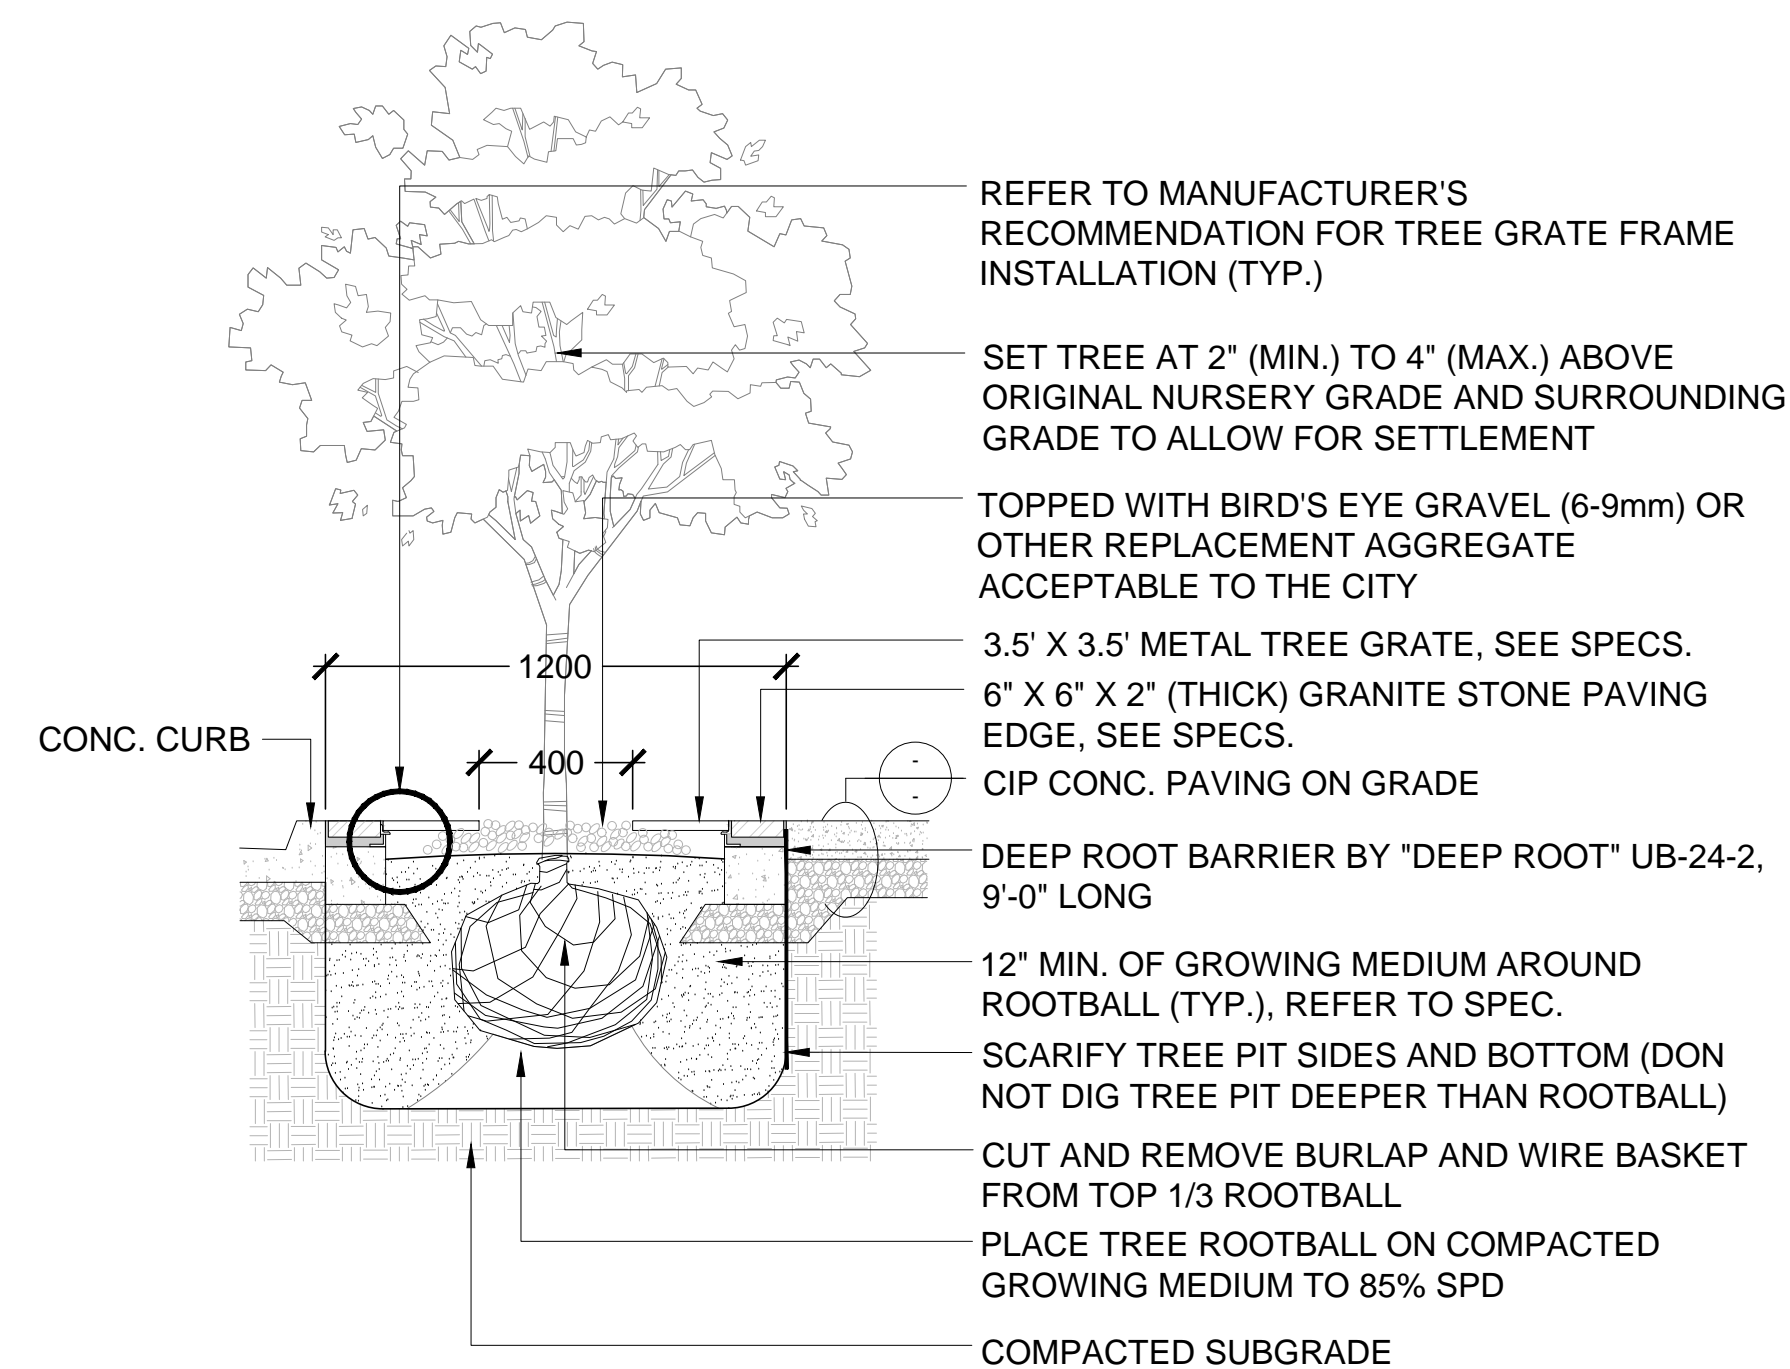 REFER TO MANUFACTURER'S
RECOMMENDATION FOR TREE GRATE FRAME
INSTALLATION (TYP.)
SET TREE AT 2" (MIN.) TO 4" (MAX.) ABOVE
ORIGINAL NURSERY GRADE AND SURROUNDING
GRADE TO ALLOW FOR SETTLEMENT
TOPPED WITH BIRD'S EYE GRAVEL (6-9mm) OR
OTHER REPLACEMENT AGGREGATE
ACCEPTABLE TO THE CITY
3.5' X 3.5' METAL TREE GRATE, SEE SPECS.
1200
6" X 6" X 2" (THICK) GRANITE STONE PAVING
EDGE, SEE SPECS.
CONC. CURB
400
-
-
CIP CONC. PAVING ON GRADE
DEEP ROOT BARRIER BY "DEEP ROOT" UB-24-2,
9'-0" LONG
12" MIN. OF GROWING MEDIUM AROUND
ROOTBALL (TYP.), REFER TO SPEC.
SCARIFY TREE PIT SIDES AND BOTTOM (DON
NOT DIG TREE PIT DEEPER THAN ROOTBALL)
CUT AND REMOVE BURLAP AND WIRE BASKET
FROM TOP 1/3 ROOTBALL
PLACE TREE ROOTBALL ON COMPACTED
GROWING MEDIUM TO 85% SPD
COMPACTED SUBGRADE